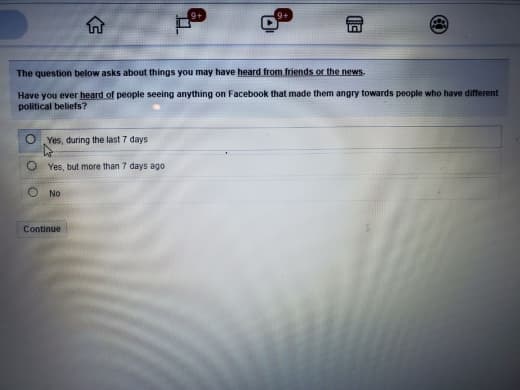 9+
9+
The question below asks about things you may have heard from friends or the news.
Have you ever heard of people seeing anything on Facebook that made them angry towards people who have different
political beliefs?
Yes, during the last 7 days
Yes, but more than 7 days ago
No
Continue